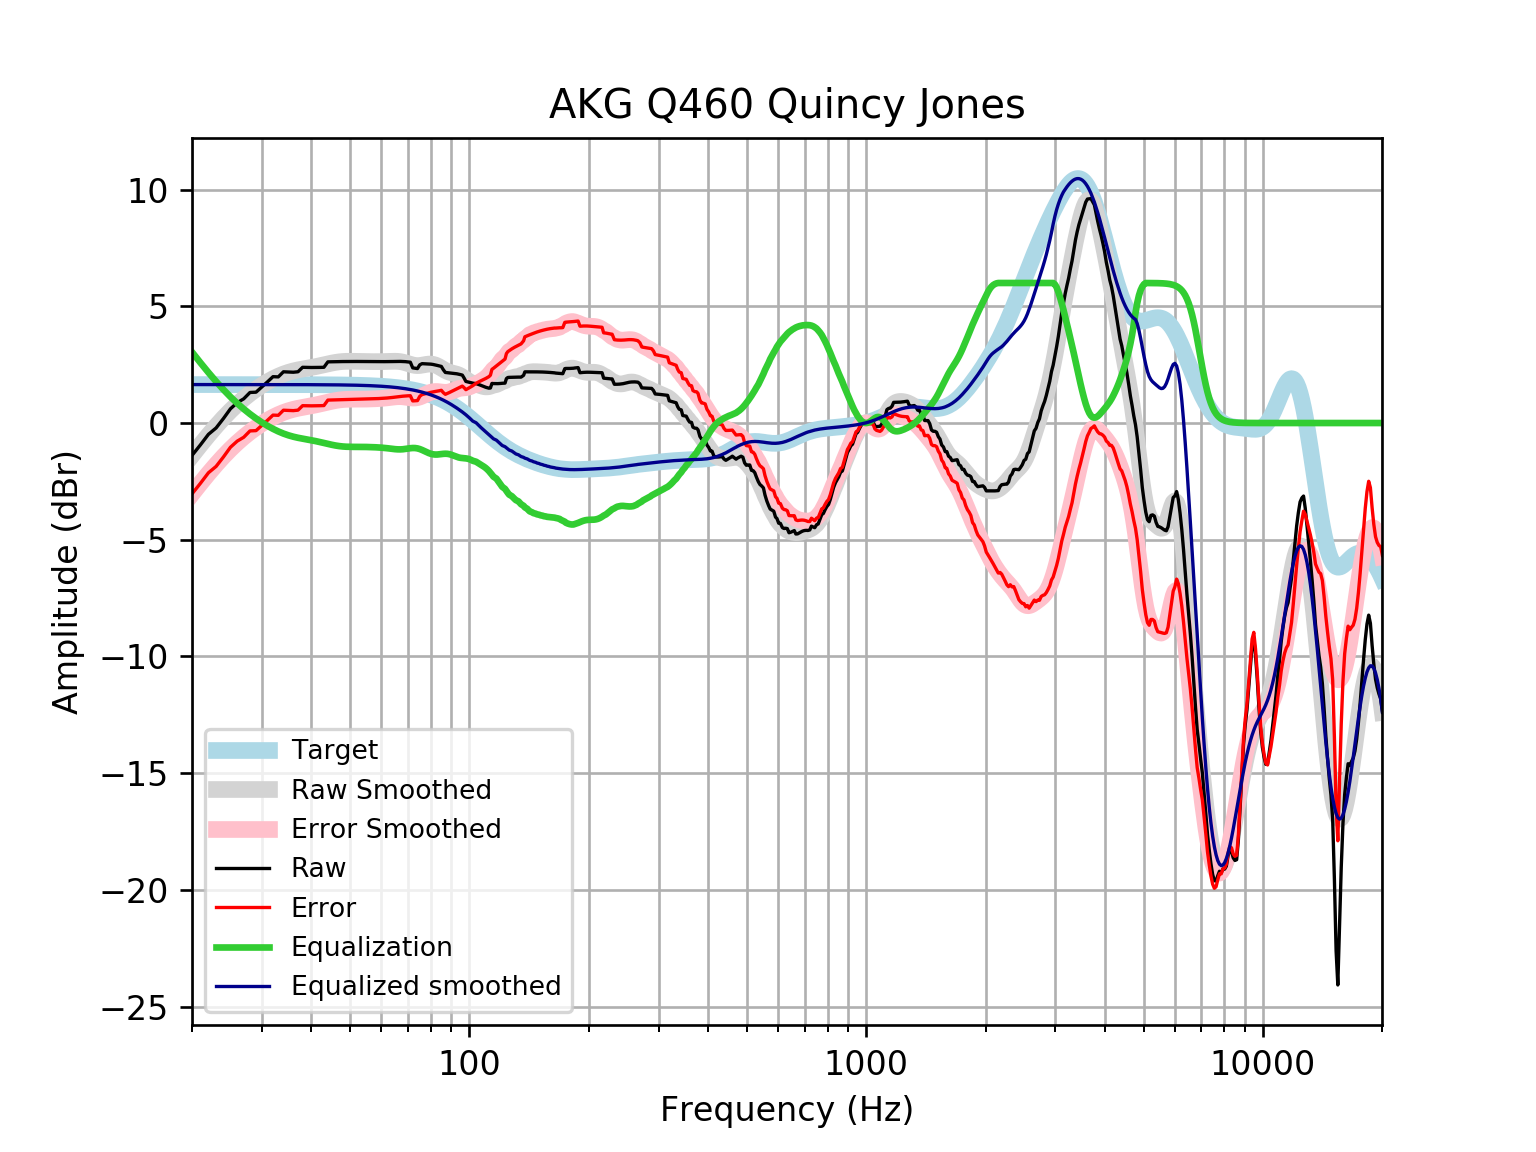 AKG Q460 Quincy Jones
10
5
0
−5
−10
−15
−20
−25
Amplitude (dBr)
Target
Raw Smoothed
Error Smoothed
Raw
Error
Equalization
Equalized smoothed
100
1000
10000
Frequency (Hz)